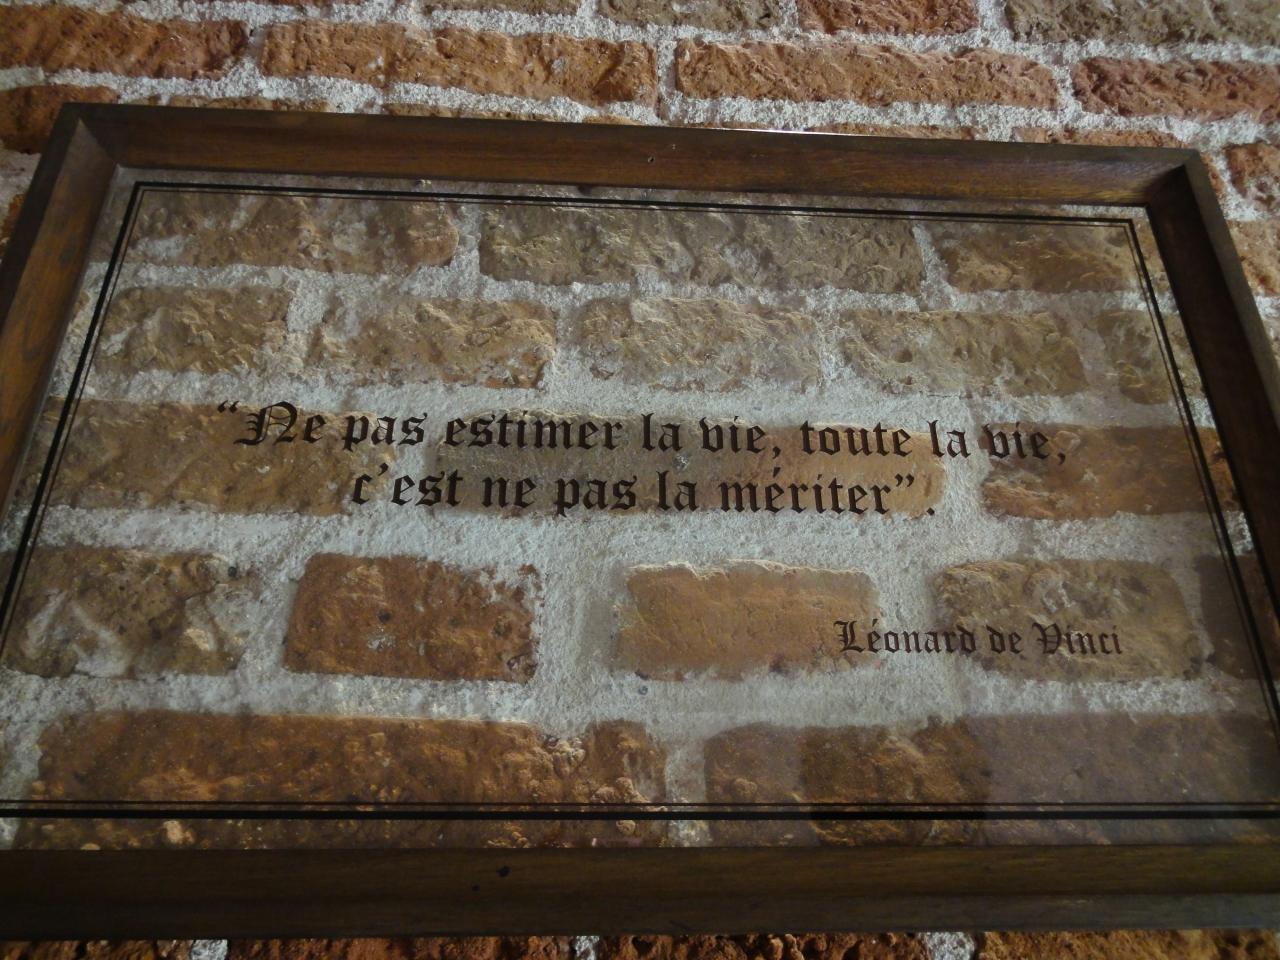 “Ne pas estimer la vie, toute la vie,
c’est ne pas la mériter”.
Léonard de Vinci